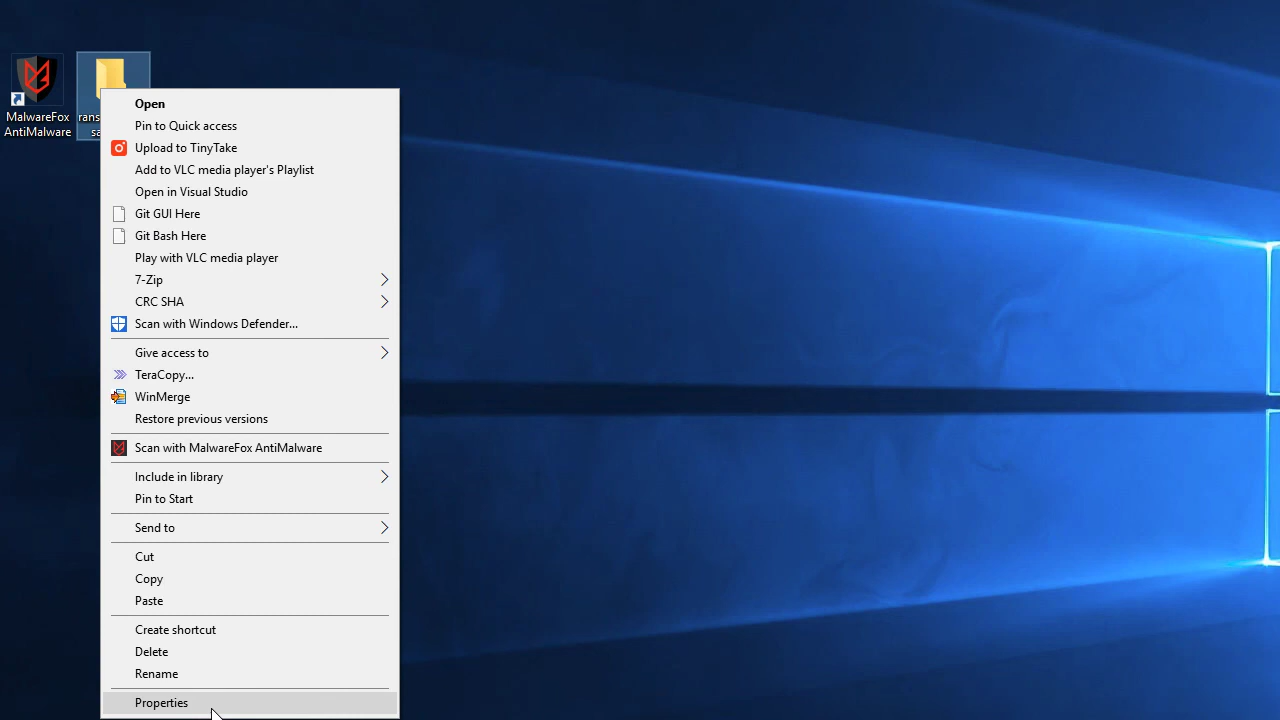 MalwareFox
AntiMalware
Open
Pin to Quick access
Upload to TinyTake
Add to VLC media player's Playlist
Open in Visual Studio
Git GUI Here
Git Bash Here
Play with VLC media player
7-Zip
CRC SHA
Scan with Windows Defender...
Give access to
TeraCopy...
WinMerge
Restore previous versions
Scan with MalwareFox AntiMalware
Include in library
Pin to Start
Send to
Cut
Copy
Paste
Create shortcut
Delete
Rename
Properties